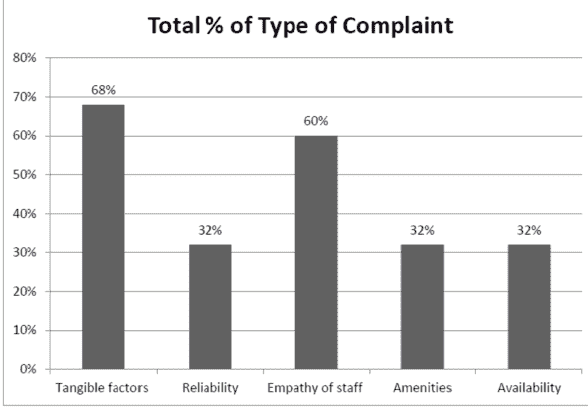 Total % of Type of Complaint
80%
70%
60%
50%
40%
30%
20%
10%
0%
68%
32%
60%
32%
32%
Tangible factors
Reliability
Empathy of staff
Amenities
Availability